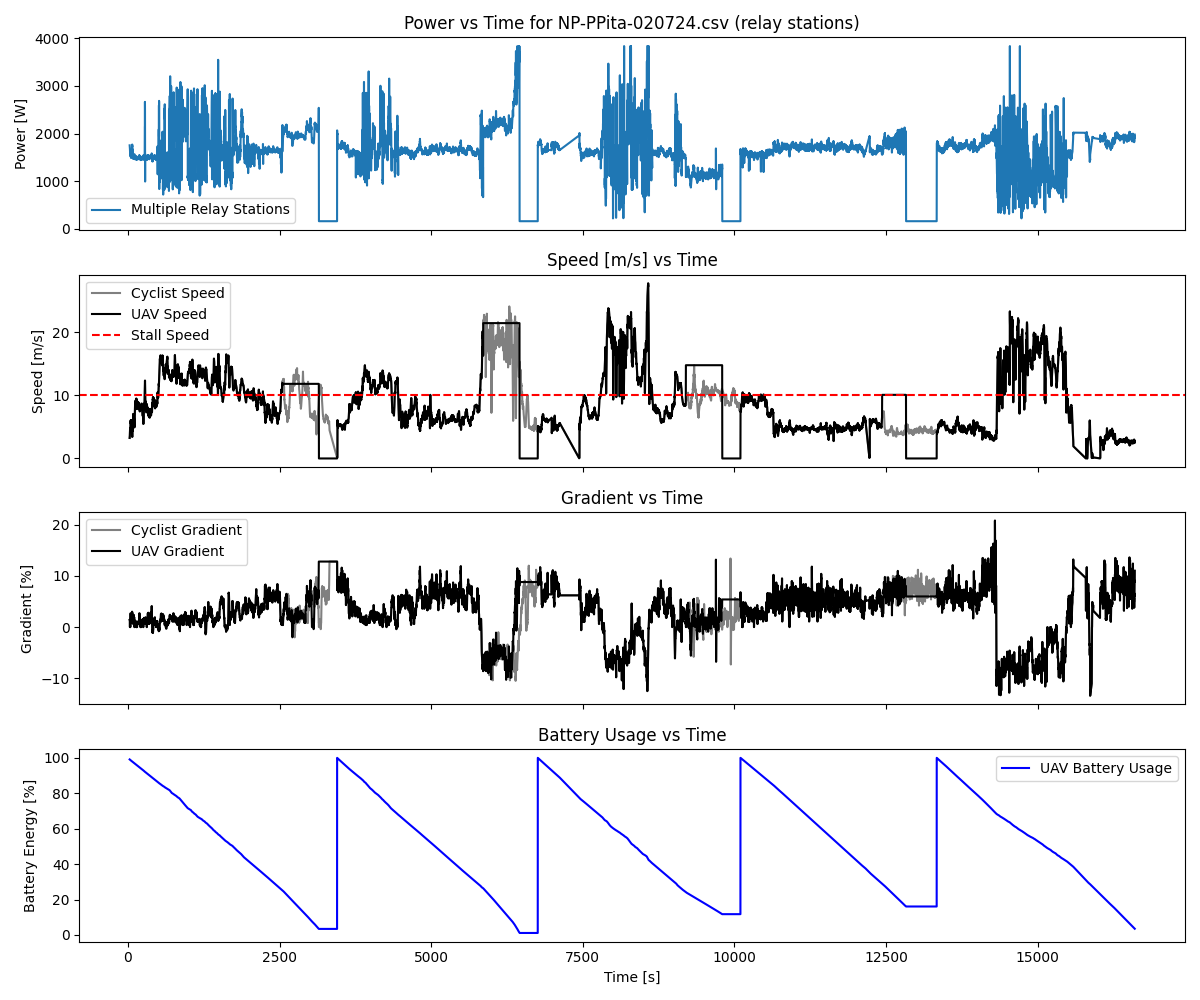 Power vs Time for NP-PPita-020724.csv (relay stations)
4000
3000
2000
1000
0
Power [W]
Multiple Relay Stations
Speed [m/s] vs Time
20
10
0
Speed [m/s]
Cyclist Speed
UAV Speed
Stall Speed
Gradient vs Time
20
10
0
−10
Gradient [%]
Cyclist Gradient
UAV Gradient
Battery Usage vs Time
100
80
60
40
20
0
Battery Energy [%]
UAV Battery Usage
0 2500 5000 7500 10000 12500 15000
Time [s]